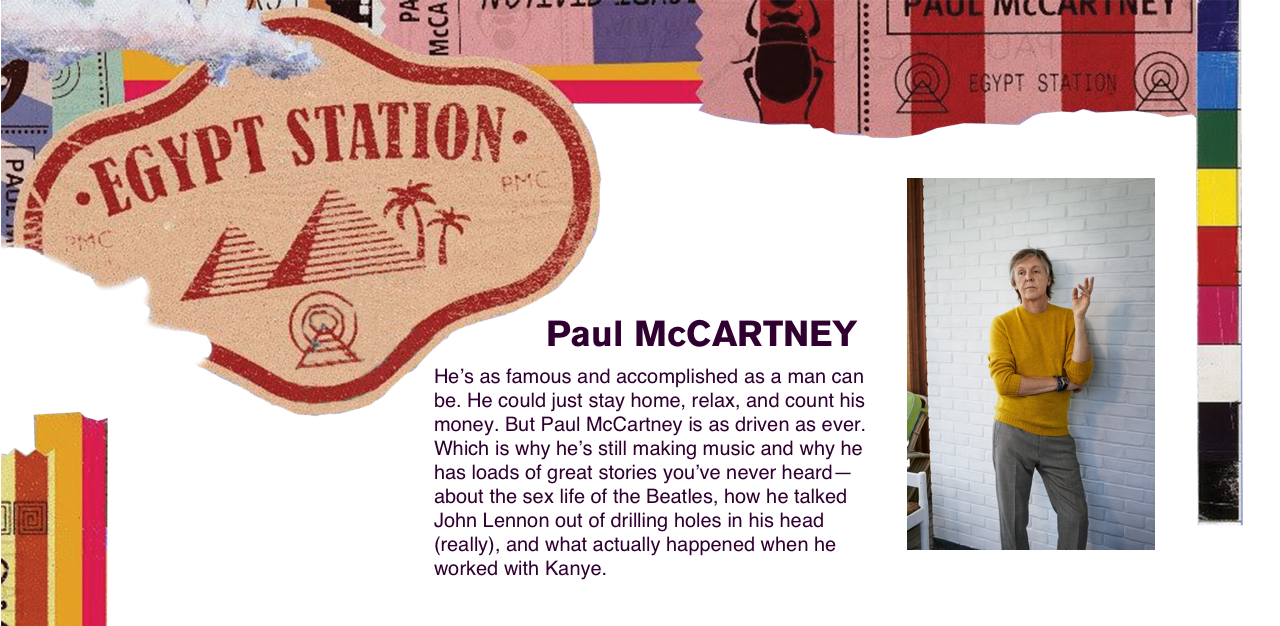 PAUL McCARTNEY
EGYPT STATION
EGYPT STATION
PMC
PMC
Paul McCARTNEY
He’s as famous and accomplished as a man can
be. He could just stay home, relax, and count his
money. But Paul McCartney is as driven as ever.
Which is why he’s still making music and why he
has loads of great stories you’ve never heard—
about the sex life of the Beatles, how he talked
John Lennon out of drilling holes in his head
(really), and what actually happened when he
worked with Kanye.